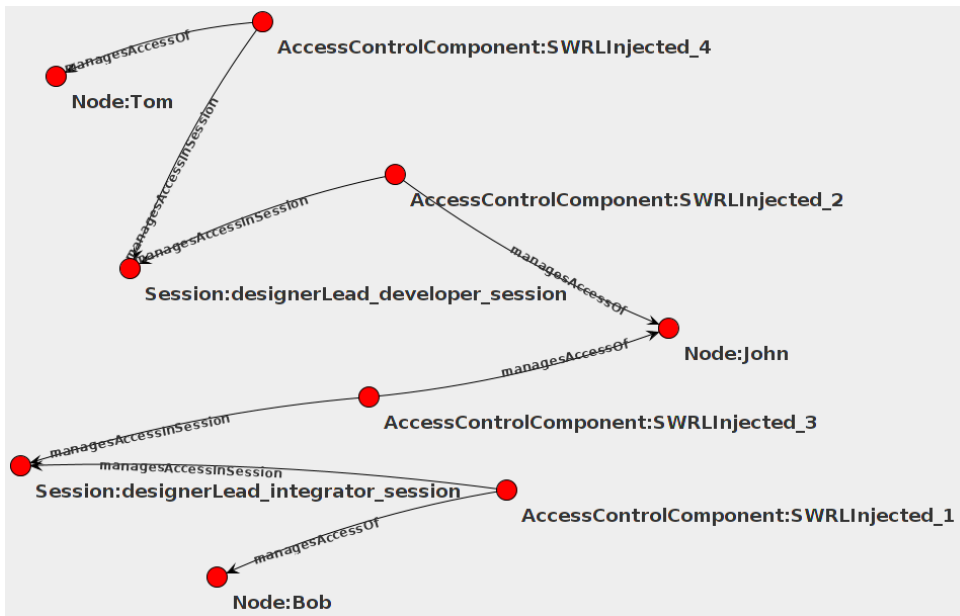 managesAccessOf
AccessControlComponent:SWRLInjected_4
Node:Tom
managesAccessInSession
AccessControlComponent:SWRLInjected_2
managesAccessInSession
managesAccessOf
Session:designerLead_developer_session
Node:John
managesAccessOf
AccessControlComponent:SWRLInjected_3
managesAccessInSession
managesAccessInSession
Session:designerLead_integrator_session
AccessControlComponent:SWRLInjected_1
managesAccessOf
Node:Bob